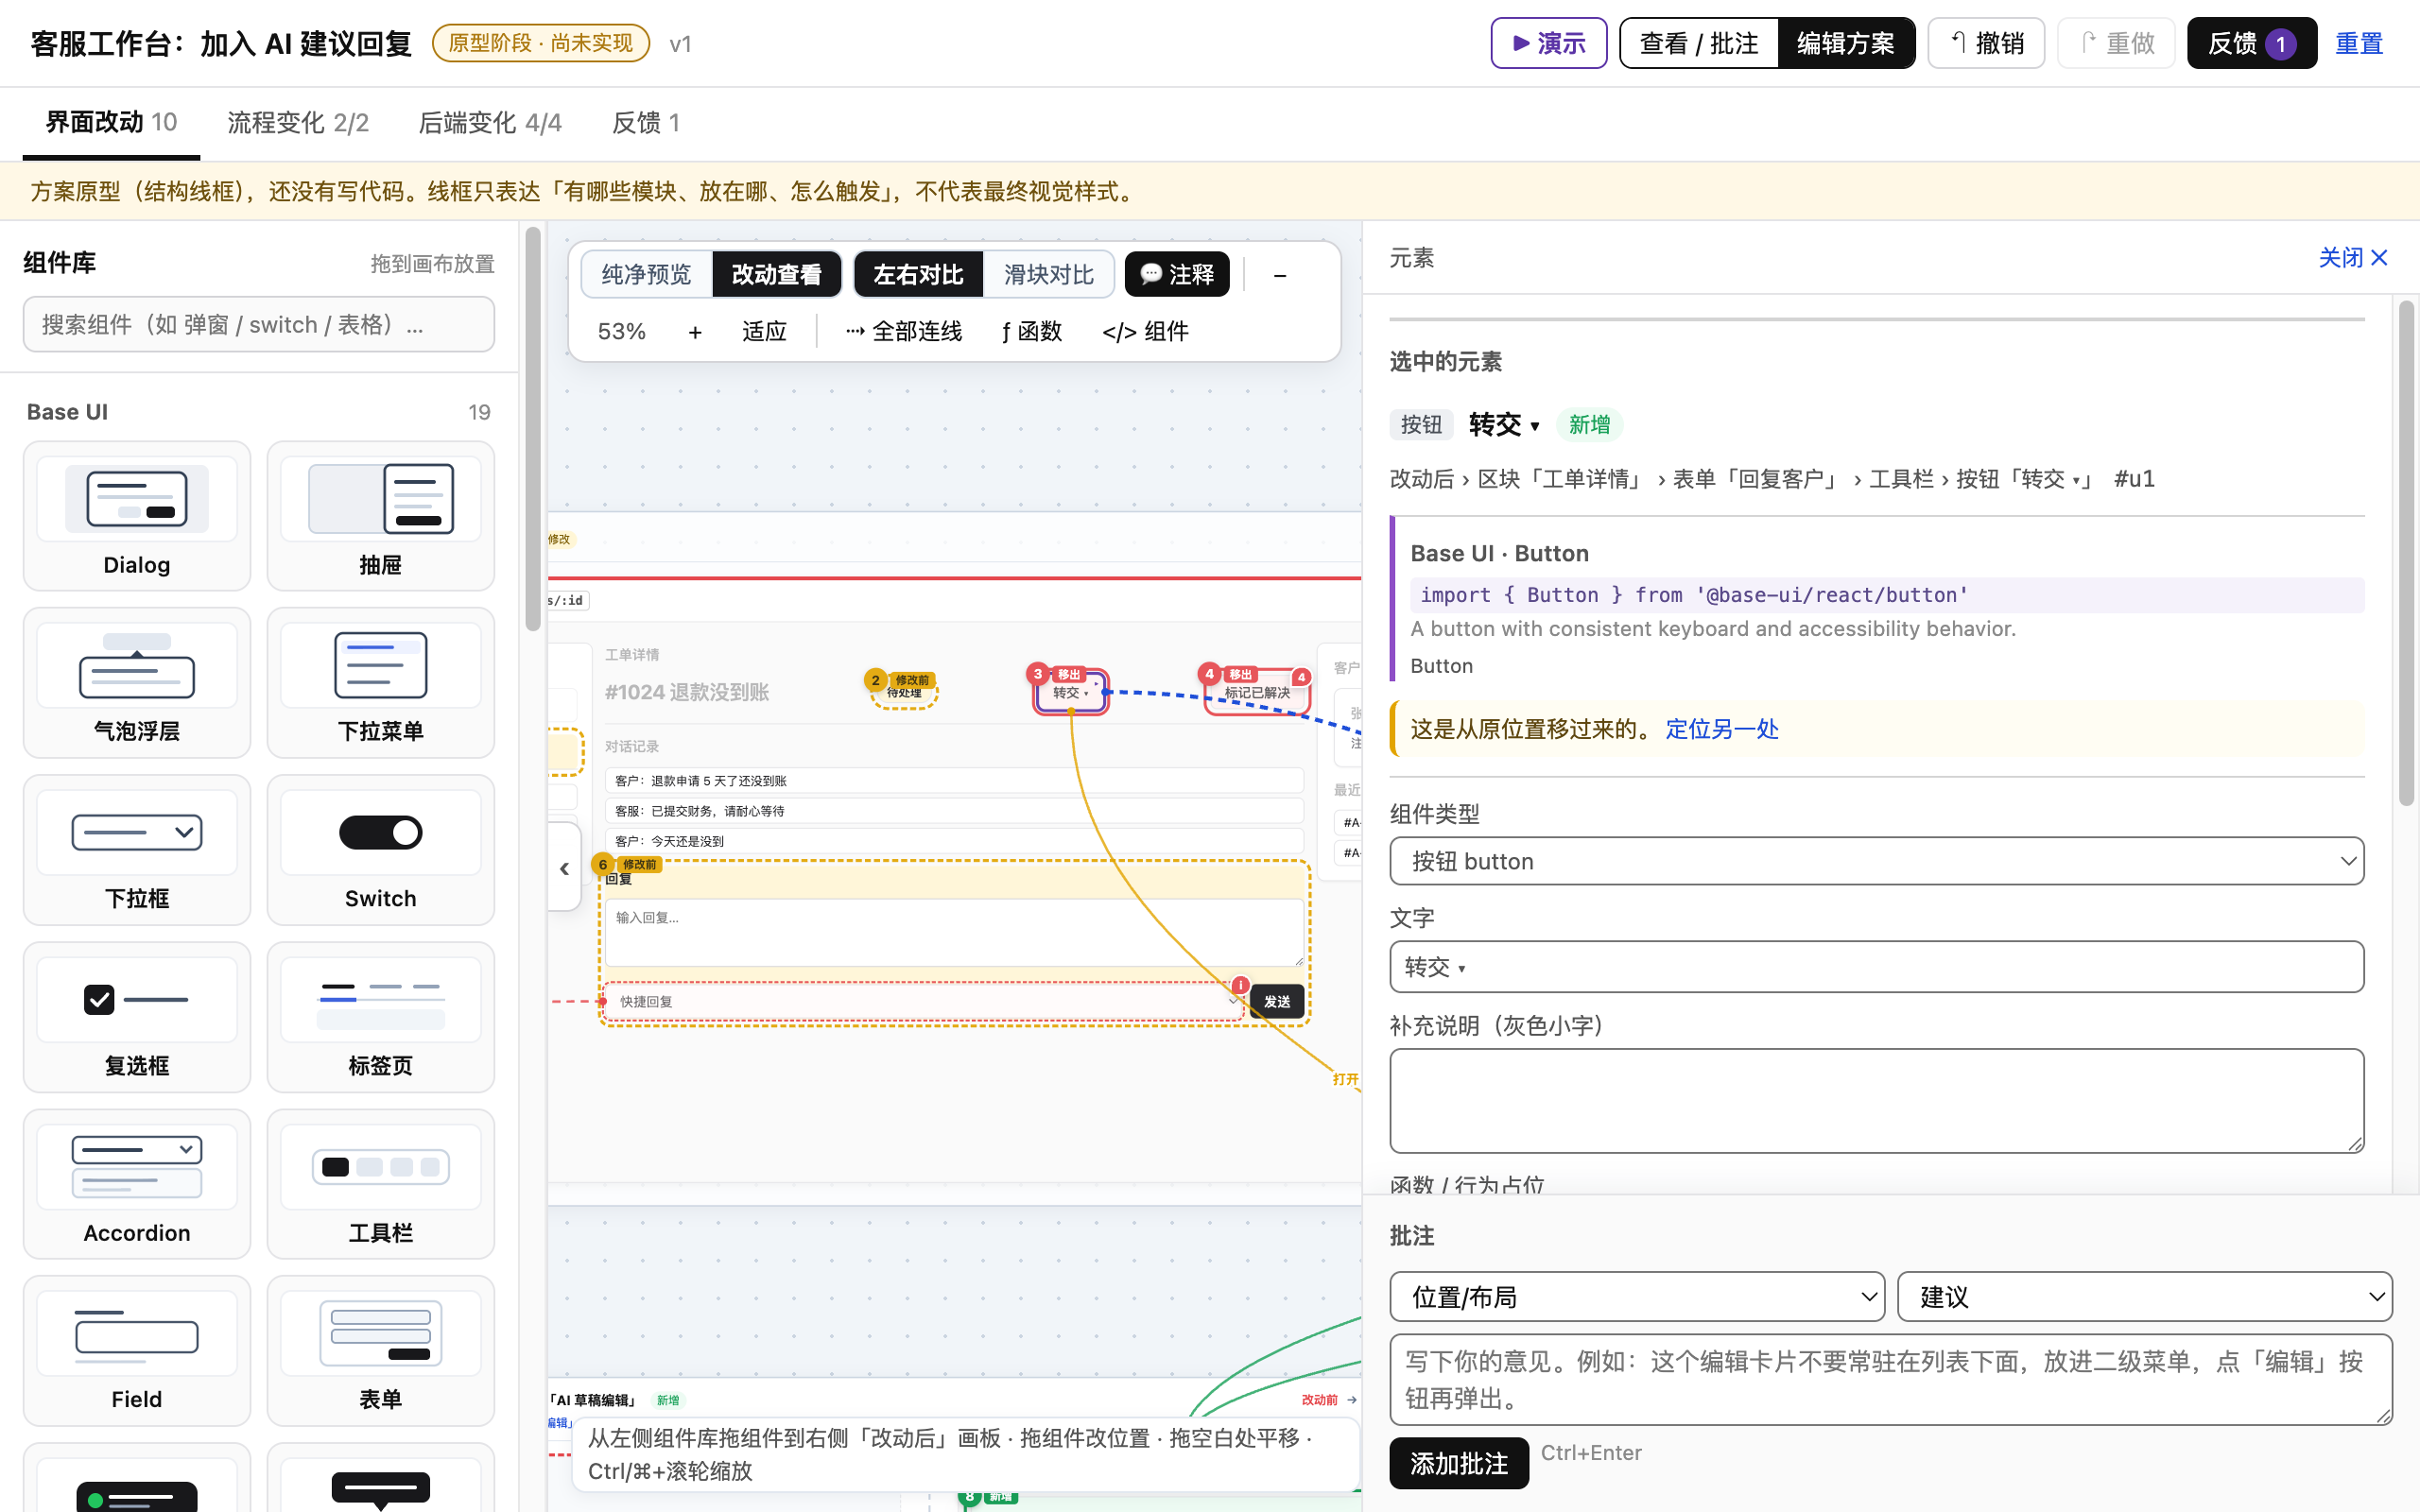 客服工作台：加入 AI 建议回复 原型阶段 · 尚未实现 v1
演示 查看 / 批注 编辑方案 撤销 重做 反馈 1 重置
界面改动 10 流程变化 2/2 后端变化 4/4 反馈 1
方案原型（结构线框），还没有写代码。线框只表达「有哪些模块、放在哪、怎么触发」，不代表最终视觉样式。
组件库 拖到画布放置
搜索组件（如 弹窗 / switch / 表格）...
Base UI 19
Dialog 抽屉
气泡浮层 下拉菜单
下拉框 Switch
复选框 标签页
Accordion 工具栏
Field 表单
纯净预览 改动查看 左右对比 滑块对比 注释 −
53% + 适应 全部连线 ƒ 函数 </> 组件
修改
s/:id
工单详情
#1024 退款没到账
2 修改前
待处理
3 移出
转交 ▾
4 移出 4
标记已解决
客户
张
注
对话记录
客户：退款申请 5 天了还没到账
客服：已提交财务，请耐心等待
客户：今天还是没到
最近
#A-
#A-
6 修改前
回复
输入回复...
快捷回复 i
发送
打开
「AI 草稿编辑」 新增 改动前 →
编辑」
从左侧组件库拖组件到右侧「改动后」画板 · 拖组件改位置 · 拖空白处平移 ·
Ctrl/⌘+滚轮缩放
8 新增
元素 关闭 ✕
选中的元素
按钮 转交 ▾ 新增
改动后 › 区块「工单详情」 › 表单「回复客户」 › 工具栏 › 按钮「转交 ▾」 #u1
Base UI · Button
import { Button } from '@base-ui/react/button'
A button with consistent keyboard and accessibility behavior.
Button
这是从原位置移过来的。 定位另一处
组件类型
按钮 button
文字
转交 ▾
补充说明（灰色小字）
函数 / 行为占位
批注
位置/布局 建议
写下你的意见。例如：这个编辑卡片不要常驻在列表下面，放进二级菜单，点「编辑」按
钮再弹出。
添加批注 Ctrl+Enter